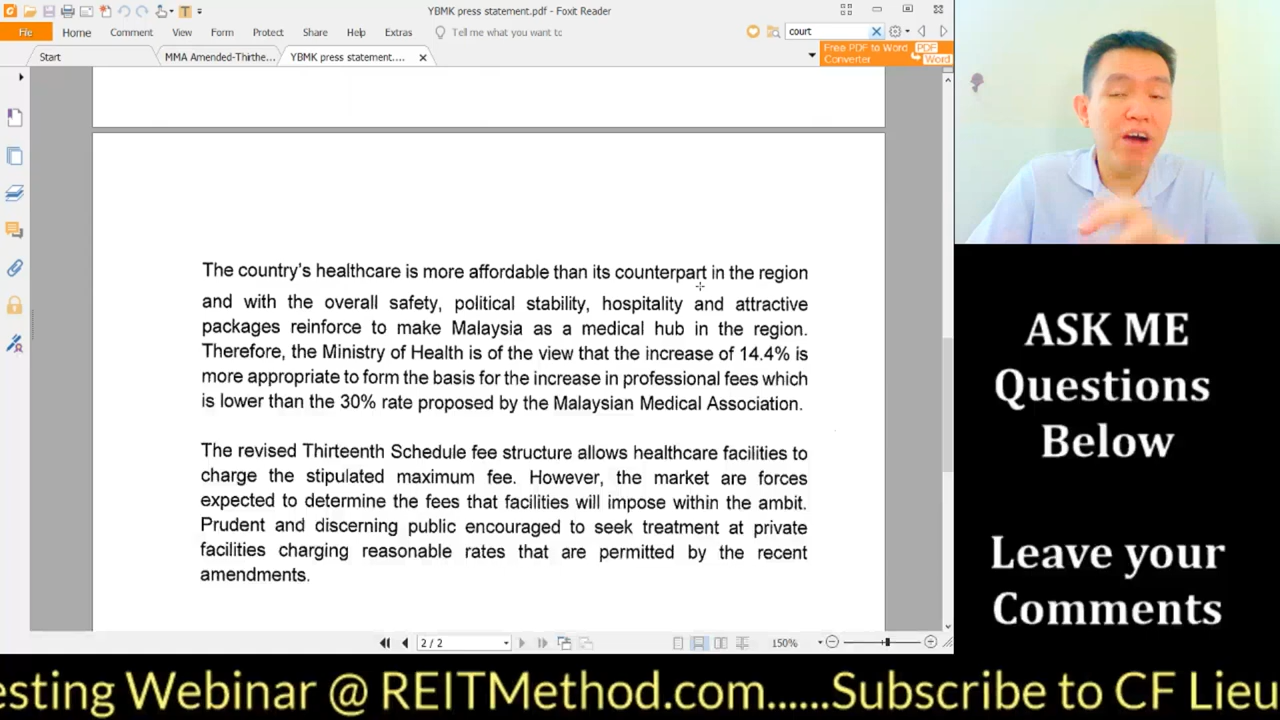 YBMK press statement.pdf - Foxit Reader
File Home Comment View Form Protect Share Help Extras Tell me what you want tc court
Start MMA Amended-Thirthe... YBMK press statement.... Free PDF to Word Converter PDF Word
The country's healthcare is more affordable than its counterpart in the region
and with the overall safety, political stability, hospitality and attractive
packages reinforce to make Malaysia as a medical hub in the region.
Therefore, the Ministry of Health is of the view that the increase of 14.4% is
more appropriate to form the basis for the increase in professional fees which
is lower than the 30% rate proposed by the Malaysian Medical Association.
The revised Thirteenth Schedule fee structure allows healthcare facilities to
charge the stipulated maximum fee. However, the market are forces
expected to determine the fees that facilities will impose within the ambit.
Prudent and discerning public encouraged to seek treatment at private
facilities charging reasonable rates that are permitted by the recent
amendments.
2 / 2 150%
ASK ME
Questions
Below
Leave your
Comments
esting Webinar @ REITMethod.com......Subscribe to CF Lieu